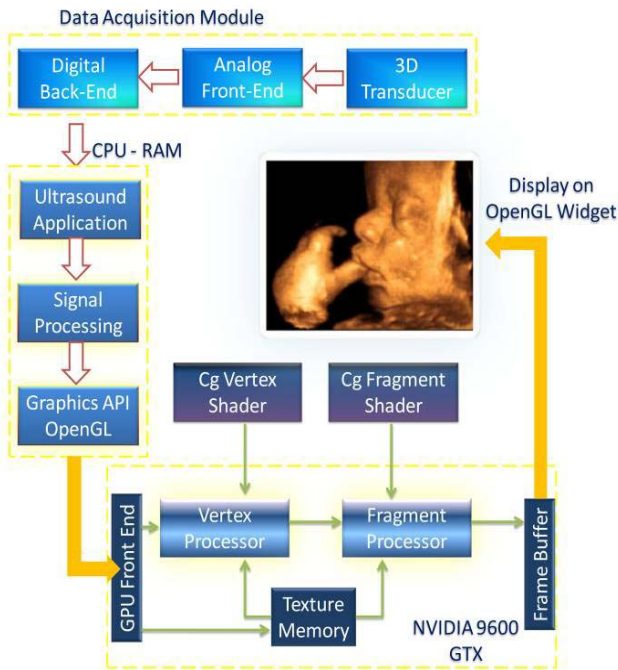 Data Acquisition Module
Digital
Back-End
Analog
Front-End
3D
Transducer
CPU - RAM
Ultrasound
Application
Signal
Processing
Graphics API
OpenGL
Display on
OpenGL Widget
Cg Vertex
Shader
Cg Fragment
Shader
GPU Front End
Vertex
Processor
Fragment
Processor
Texture
Memory
Frame Buffer
NVIDIA 9600
GTX